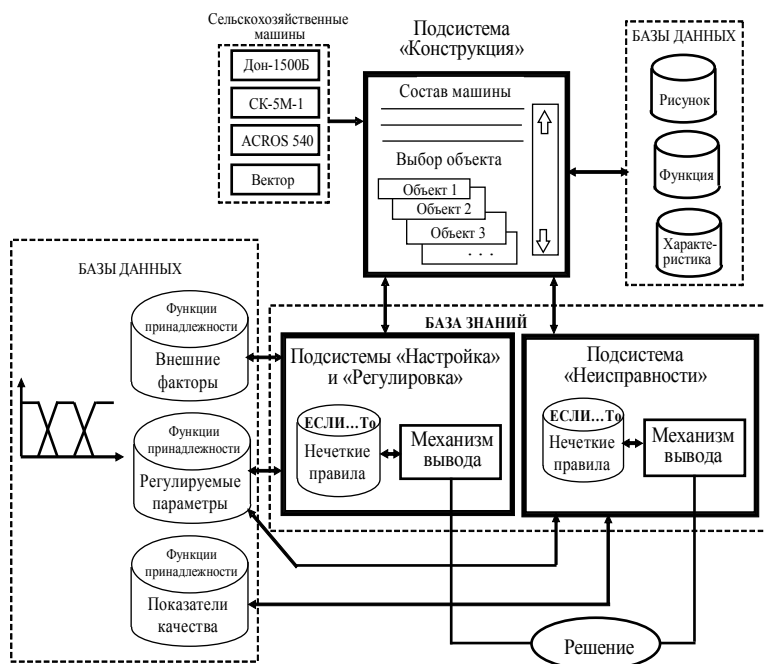 Сельскохозяйственные
машины
Дон-1500Б
СК-5М-1
ACROS 540
Вектор
Подсистема
«Конструкция»
Состав машины
Выбор объекта
Объект 1
Объект 2
Объект 3
. . .
БАЗЫ ДАННЫХ
Рисунок
Функция
Характе-
ристика
БАЗЫ ДАННЫХ
Функции
принадлежности
Внешние
факторы
Функции
принадлежности
Регулируемые
параметры
Функции
принадлежности
Показатели
качества
БАЗА ЗНАНИЙ
Подсистемы «Настройка»
и «Регулировка»
ЕСЛИ...То
Нечеткие
правила
Механизм
вывода
Подсистема
«Неисправности»
ЕСЛИ...То
Нечеткие
правила
Механизм
вывода
Решение